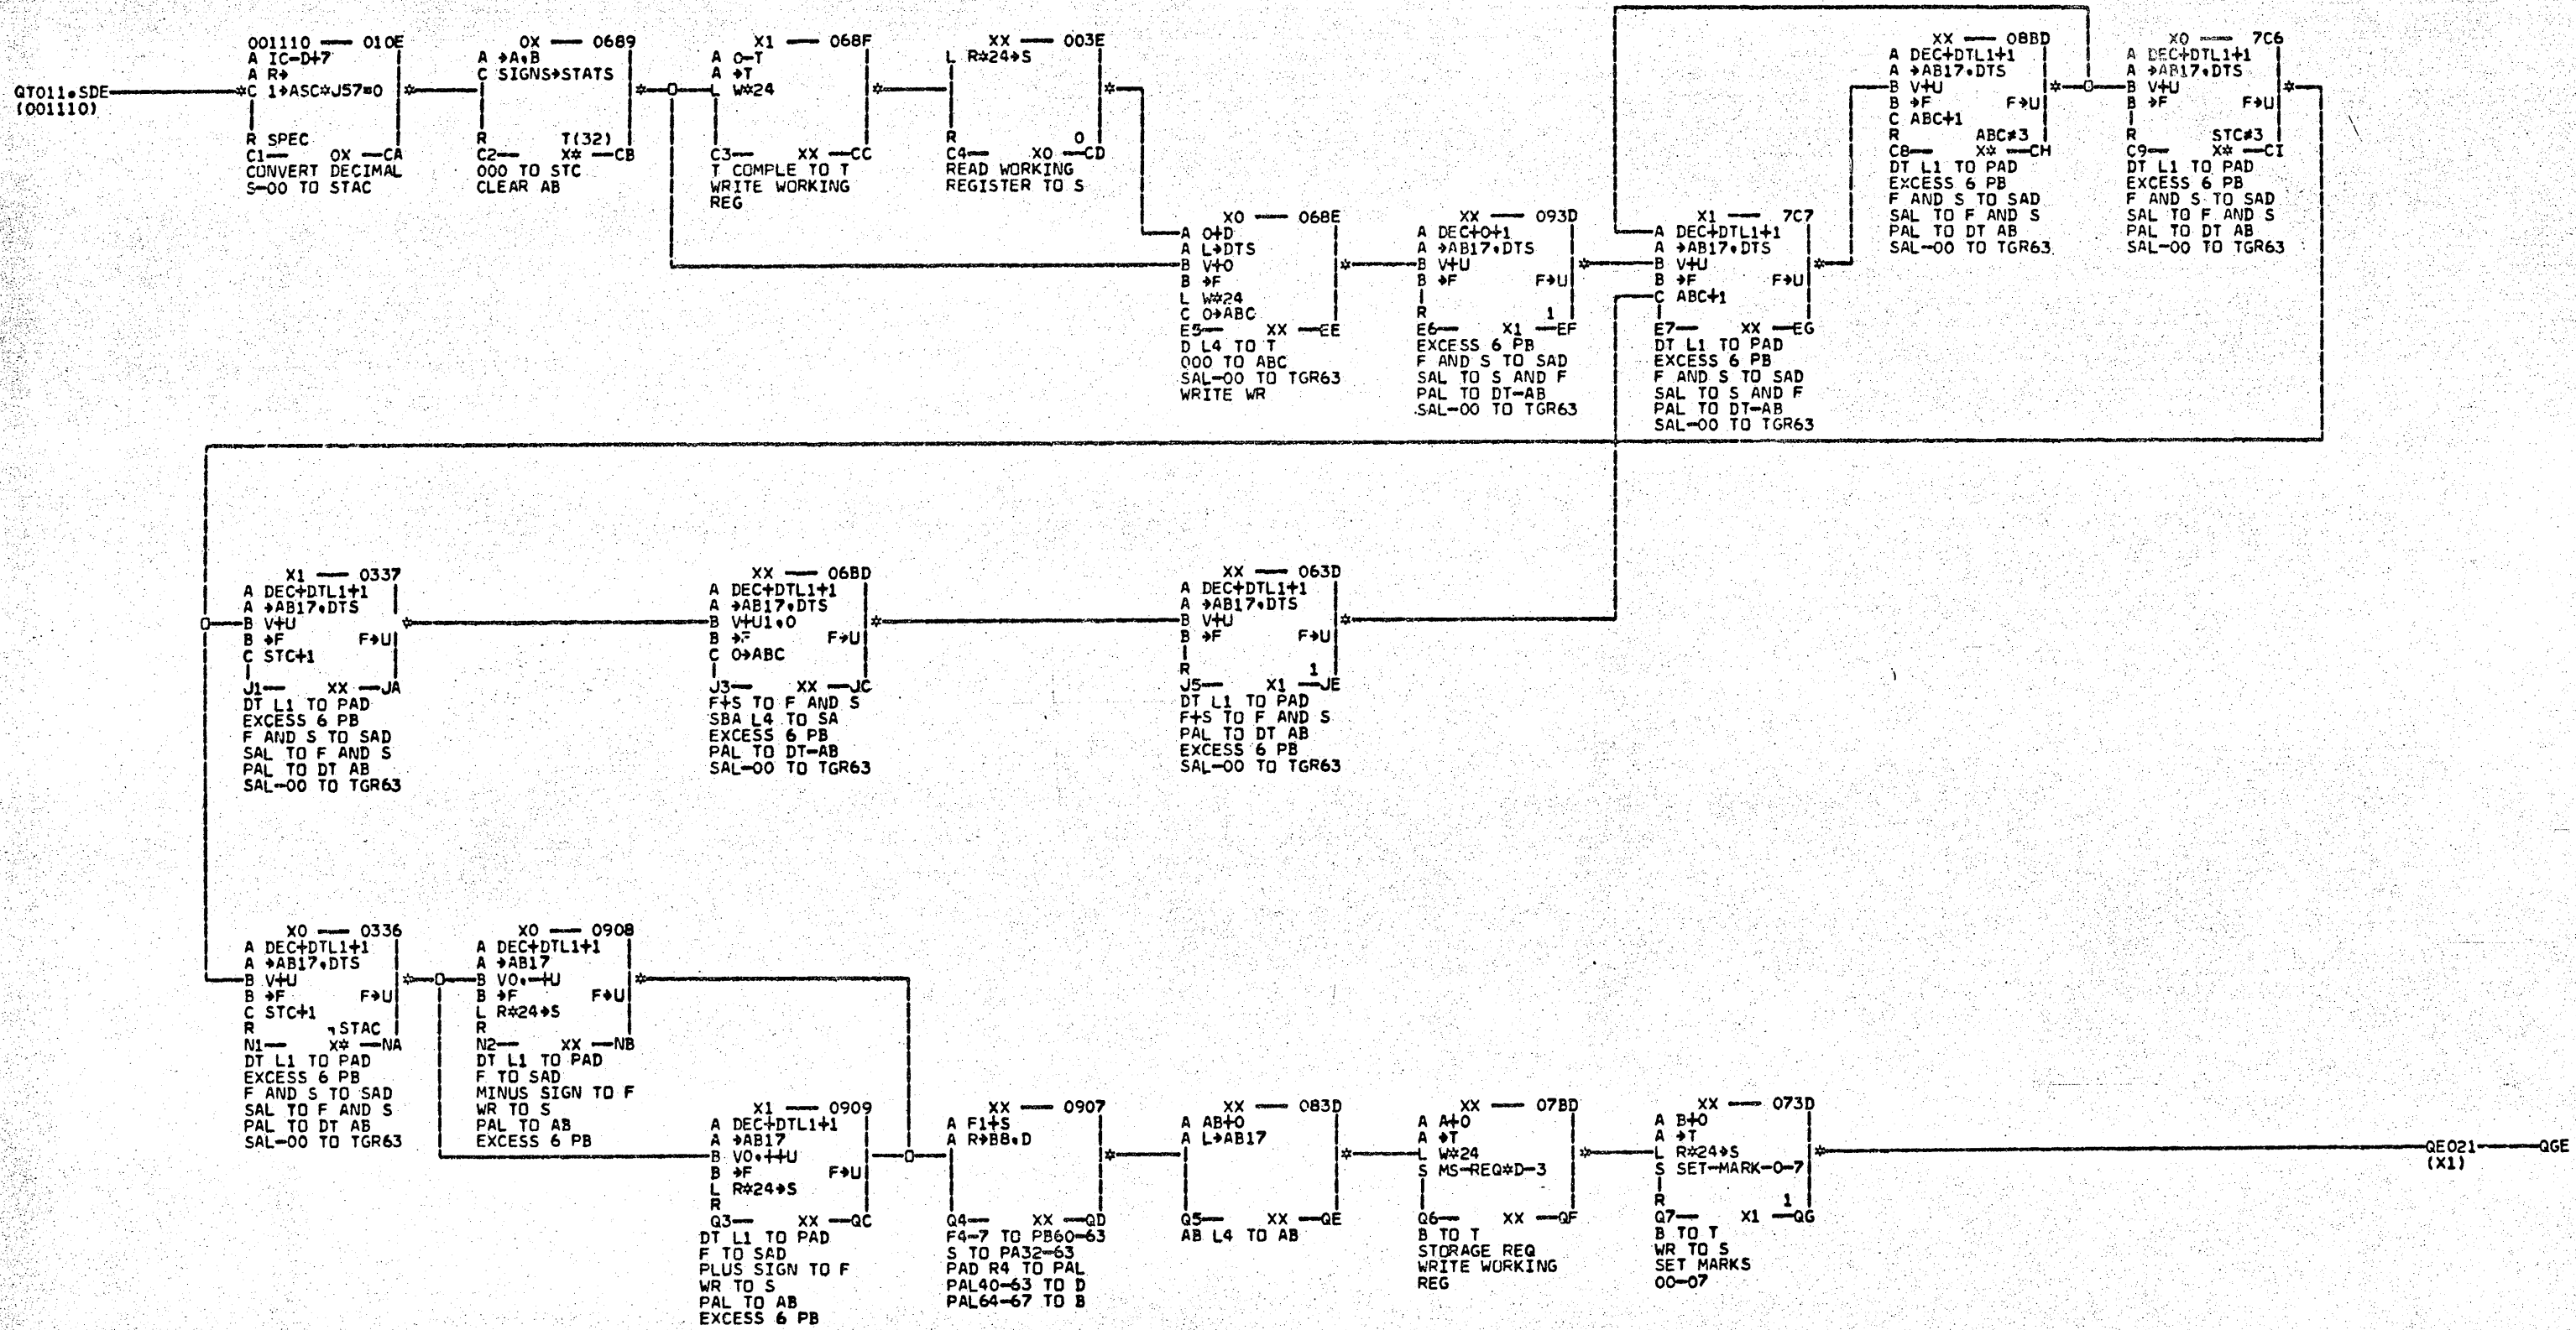 QT011.SDE
(001110)
001110 — 010E
A IC-D+7
A R→
*C 1→ASC*J57=0
R SPEC
C1— 0X —CA
CONVERT DECIMAL
S-00 TO STAC
0X — 0689
A →A.B
C SIGNS→STATS
R T(32)
C2— X* —CB
000 TO STC
CLEAR AB
X1 — 068F
A 0-T
A →T
L W*24
C3— XX —CC
T COMPLE TO T
WRITE WORKING
REG
XX — 003E
L R*24→S
R 0
C4— X0 —CD
READ WORKING
REGISTER TO S
X0 — 068E
A 0+D
A L→DTS
B V+0
B →F
L W*24
C 0→ABC
E5— XX —EE
D L4 TO T
000 TO ABC
SAL-00 TO TGR63
WRITE WR
XX — 093D
A DEC+0+1
A →AB17.DTS
B V+U
B →F F→U
R 1
E6— X1 —EF
EXCESS 6 PB
F AND S TO SAD
SAL TO S AND F
PAL TO DT-AB
SAL-00 TO TGR63
X1 — 7C7
A DEC+DTL1+1
A →AB17.DTS
B V+U
B →F F→U
C ABC+1
E7— XX —EG
DT L1 TO PAD
EXCESS 6 PB
F AND S TO SAD
SAL TO S AND F
PAL TO DT-AB
SAL-00 TO TGR63
XX — 08BD
A DEC+DTL1+1
A →AB17.DTS
B V+U
B →F F→U
C ABC+1
R ABC≠3
C8— X* —CH
DT L1 TO PAD
EXCESS 6 PB
F AND S TO SAD
SAL TO F AND S
PAL TO DT AB
SAL-00 TO TGR63
X0 — 7C6
A DEC+DTL1+1
A →AB17.DTS
B V+U
B →F F→U
R STC≠3
C9— X* —CI
DT L1 TO PAD
EXCESS 6 PB
F AND S TO SAD
SAL TO F AND S
PAL TO DT AB
SAL-00 TO TGR63
X1 — 0337
A DEC+DTL1+1
A →AB17.DTS
B V+U
B →F F→U
C STC+1
J1— XX —JA
DT L1 TO PAD
EXCESS 6 PB
F AND S TO SAD
SAL TO F AND S
PAL TO DT AB
SAL-00 TO TGR63
XX — 06BD
A DEC+DTL1+1
A →AB17.DTS
B V+U1.0
B →F F→U
C 0→ABC
J3— XX —JC
F+S TO F AND S
SBA L4 TO SA
EXCESS 6 PB
PAL TO DT-AB
SAL-00 TO TGR63
XX — 063D
A DEC+DTL1+1
A →AB17.DTS
B V+U
B →F F→U
R 1
J5— X1 —JE
DT L1 TO PAD
F+S TO F AND S
PAL TO DT AB
EXCESS 6 PB
SAL-00 TO TGR63
X0 — 0336
A DEC+DTL1+1
A →AB17.DTS
B V+U
B →F F→U
C STC+1
R ¬STAC
N1— X* —NA
DT L1 TO PAD
EXCESS 6 PB
F AND S TO SAD
SAL TO F AND S
PAL TO DT AB
SAL-00 TO TGR63
X0 — 0908
A DEC+DTL1+1
A →AB17
B V0.-+U
B →F F→U
L R*24→S
R
N2— XX —NB
DT L1 TO PAD
F TO SAD
MINUS SIGN TO F
WR TO S
PAL TO AB
EXCESS 6 PB
X1 — 0909
A DEC+DTL1+1
A →AB17
B V0.++U
B →F F→U
L R*24→S
R
Q3— XX —QC
DT L1 TO PAD
F TO SAD
PLUS SIGN TO F
WR TO S
PAL TO AB
EXCESS 6 PB
XX — 0907
A F1+S
A R→B8.D
Q4— XX —QD
F4-7 TO PB60-63
S TO PA32-63
PAD R4 TO PAL
PAL40-63 TO D
PAL64-67 TO B
XX — 083D
A AB+0
A L→AB17
Q5— XX —QE
AB L4 TO AB
XX — 07BD
A A+0
A →T
L W*24
S MS-REQ*D-3
Q6— XX —QF
B TO T
STORAGE REQ
WRITE WORKING
REG
XX — 073D
A B+0
A →T
L R*24→S
S SET-MARK-0-7
R 1
Q7— X1 —QG
B TO T
WR TO S
SET MARKS
00-07
QE021 — QGE
(X1)